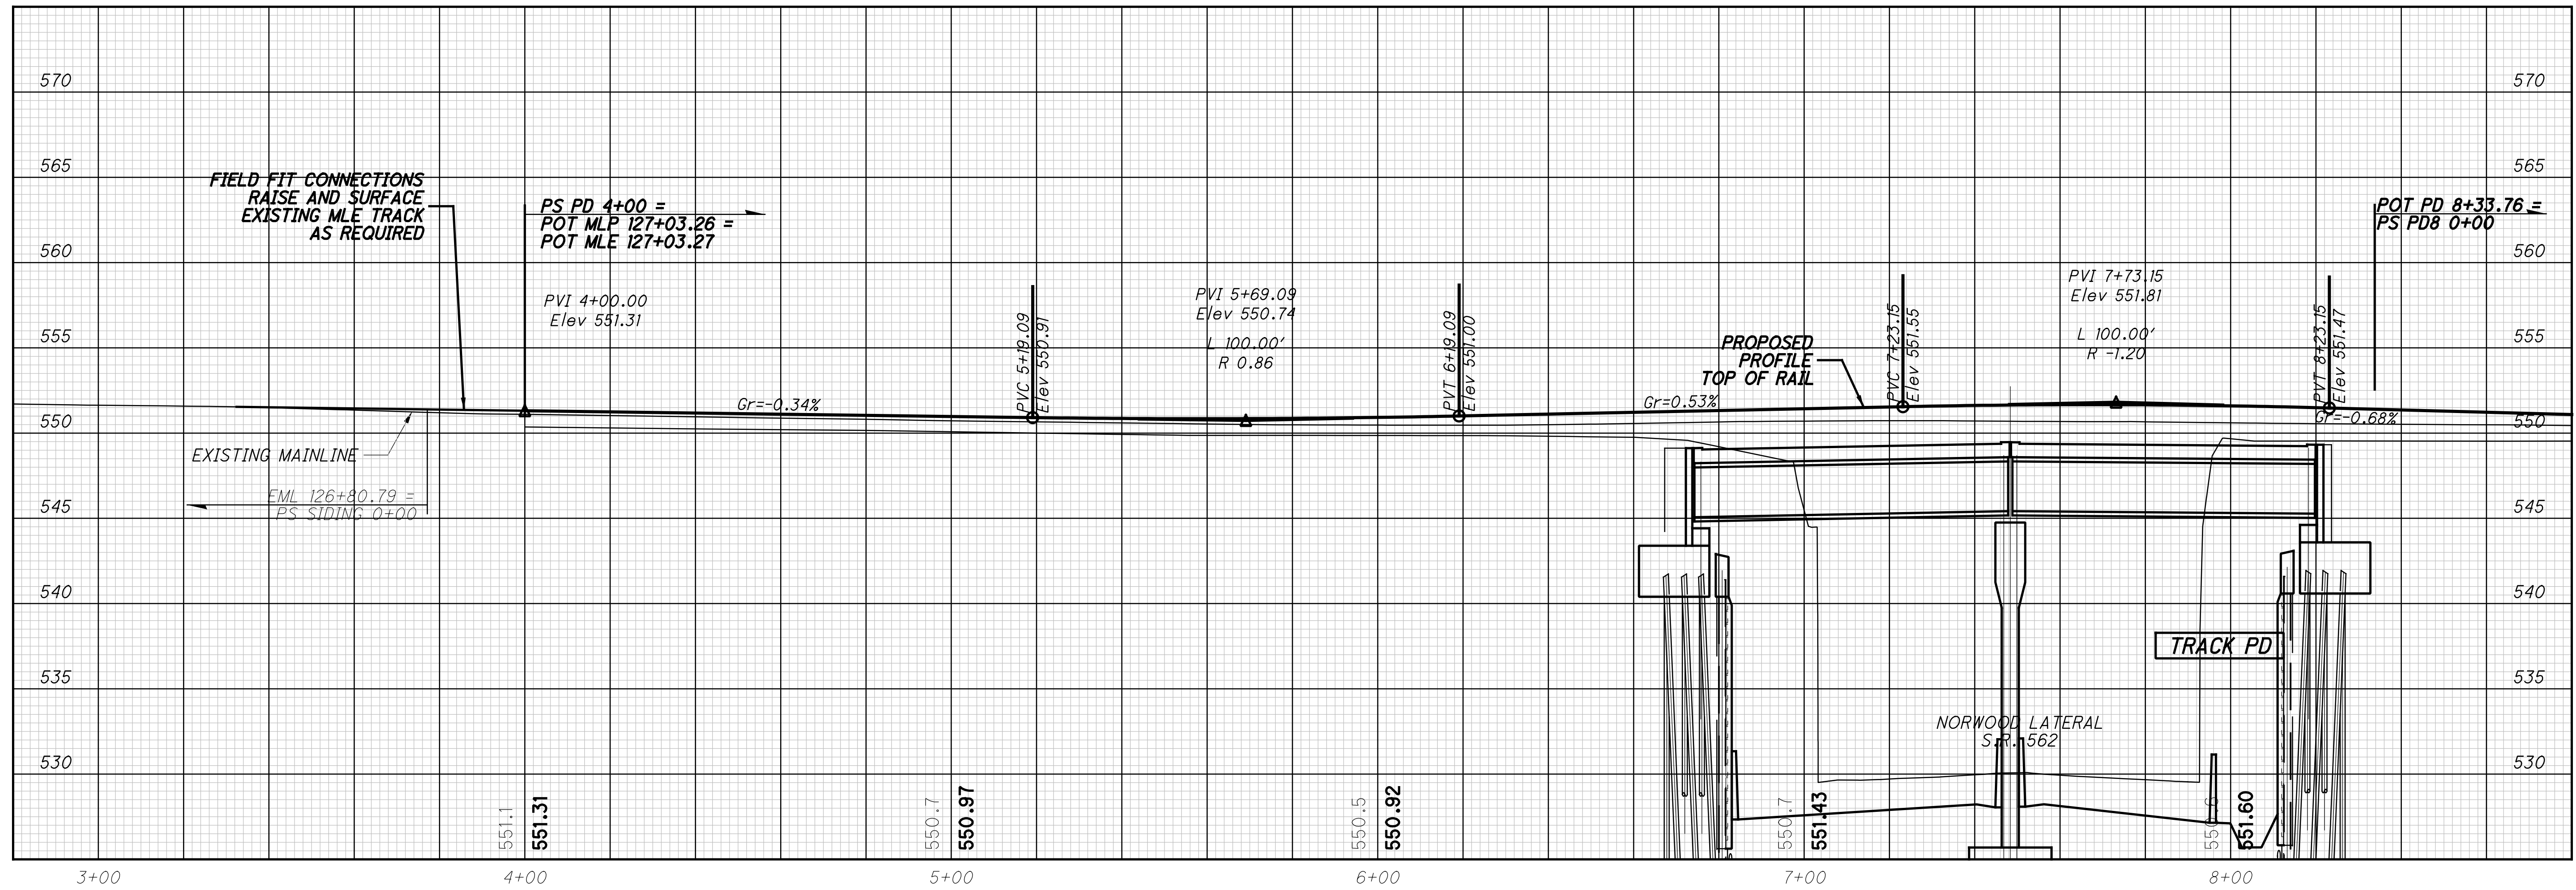 570
570
565
565
FIELD FIT CONNECTIONS
RAISE AND SURFACE
EXISTING MLE TRACK
AS REQUIRED
PS PD 4+00 =
POT MLP 127+03.26 =
POT MLE 127+03.27
POT PD 8+33.76 =
PS PD8 0+00
560
560
PVI 4+00.00
Elev 551.31
PVI 5+69.09
Elev 550.74
L 100.00'
R 0.86
PVI 7+73.15
Elev 551.81
L 100.00'
R -1.20
555
555
PVC 5+19.09
Elev 550.91
PVT 6+19.09
Elev 551.00
PROPOSED
PROFILE
TOP OF RAIL
PVC 7+23.15
Elev 551.55
PVT 8+23.15
Elev 551.47
Gr=-0.34%
Gr=0.53%
Gr=-0.68%
550
550
EXISTING MAINLINE
EML 126+80.79 =
PS SIDING 0+00
545
545
540
540
TRACK PD
535
535
NORWOOD LATERAL
S.R. 562
530
530
551.1
551.31
550.7
550.97
550.5
550.92
550.7
551.43
550.6
551.60
3+00
4+00
5+00
6+00
7+00
8+00